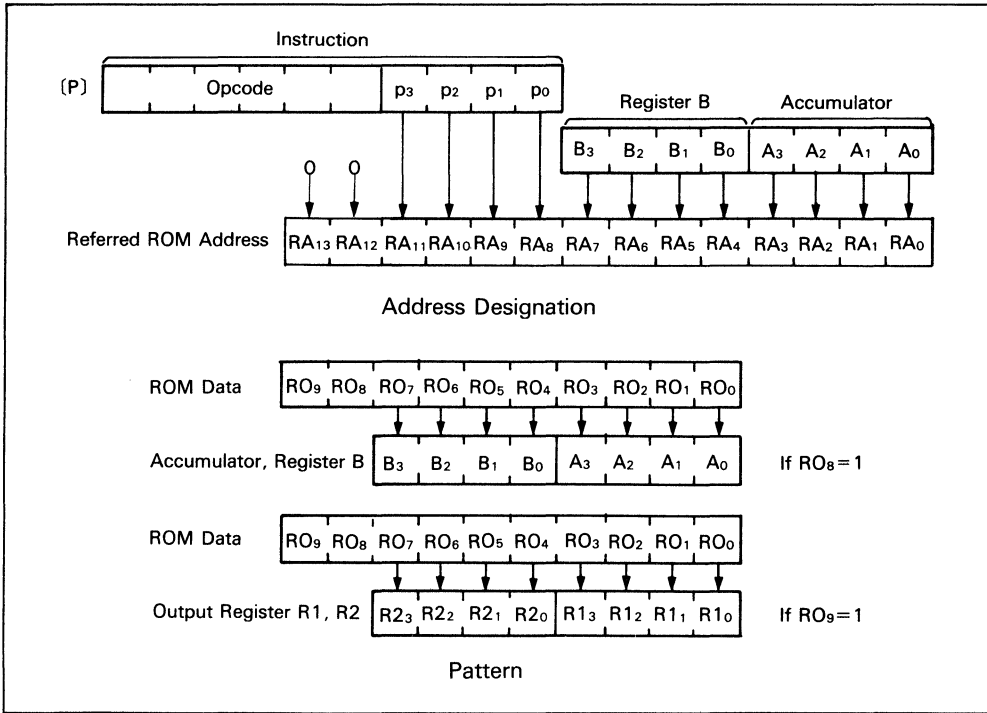 Instruction
[P] Opcode p3 p2 p1 p0
Register B Accumulator
B3 B2 B1 B0 A3 A2 A1 A0
0 0
Referred ROM Address RA13 RA12 RA11 RA10 RA9 RA8 RA7 RA6 RA5 RA4 RA3 RA2 RA1 RA0
Address Designation
ROM Data RO9 RO8 RO7 RO6 RO5 RO4 RO3 RO2 RO1 RO0
Accumulator, Register B B3 B2 B1 B0 A3 A2 A1 A0 If RO8=1
ROM Data RO9 RO8 RO7 RO6 RO5 RO4 RO3 RO2 RO1 RO0
Output Register R1, R2 R23 R22 R21 R20 R13 R12 R11 R10 If RO9=1
Pattern